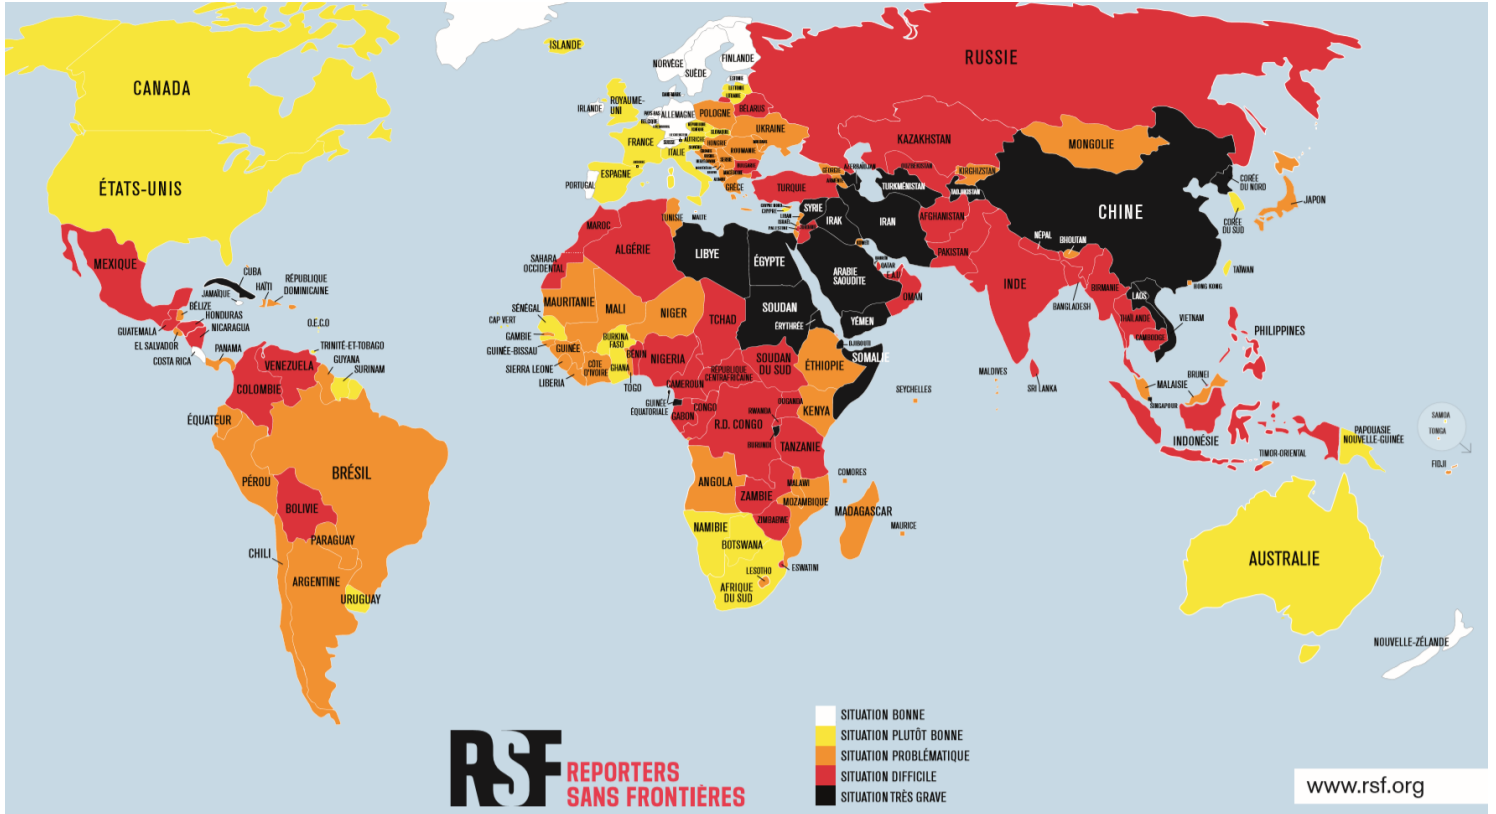 ISLANDE
CANADA
ÉTATS-UNIS
MEXIQUE
CUBA
JAMAÏQUE
HAÏTI
RÉPUBLIQUE
DOMINICAINE
BÉLIZE
HONDURAS
NICARAGUA
GUATEMALA
EL SALVADOR
COSTA RICA
PANAMA
O.E.C.O
TRINITÉ-ET-TOBAGO
GUYANA
SURINAM
VENEZUELA
COLOMBIE
ÉQUATEUR
PÉROU
BRÉSIL
BOLIVIE
PARAGUAY
CHILI
ARGENTINE
URUGUAY
NORVÈGE
SUÈDE
FINLANDE
IRLANDE
ROYAUME-
UNI
ALLEMAGNE
POLOGNE
BÉLARUS
UKRAINE
FRANCE
ITALIE
ESPAGNE
PORTUGAL
AUTRICHE
HONGRIE
ROUMANIE
GRÈCE
MALTE
RUSSIE
KAZAKHSTAN
MONGOLIE
KIRGHIZSTAN
TADJIKISTAN
TURKMÉNISTAN
AZERBAÏDJAN
TURQUIE
SYRIE
IRAK
IRAN
AFGHANISTAN
PAKISTAN
CHINE
CORÉE
DU NORD
CORÉE
DU SUD
JAPON
TAÏWAN
HONG KONG
NÉPAL
BHOUTAN
INDE
BANGLADESH
BIRMANIE
LAOS
THAÏLANDE
VIETNAM
CAMBODGE
PHILIPPINES
MALDIVES
SRI LANKA
BRUNEI
MALAISIE
SINGAPOUR
INDONÉSIE
TIMOR-ORIENTAL
PAPOUASIE
NOUVELLE-GUINÉE
SAMOA
TONGA
FIDJI
AUSTRALIE
NOUVELLE-ZÉLANDE
MAROC
SAHARA
OCCIDENTAL
ALGÉRIE
TUNISIE
LIBYE
ÉGYPTE
ARABIE
SAOUDITE
QATAR
E.A.U
OMAN
YÉMEN
MAURITANIE
MALI
NIGER
TCHAD
SOUDAN
ÉRYTHRÉE
DJIBOUTI
SOMALIE
ÉTHIOPIE
SOUDAN
DU SUD
SÉNÉGAL
CAP VERT
GAMBIE
GUINÉE-BISSAU
GUINÉE
SIERRA LEONE
LIBERIA
CÔTE
D'IVOIRE
BURKINA
FASO
GHANA
TOGO
BÉNIN
NIGERIA
CAMEROUN
RÉPUBLIQUE
CENTRAFRICAINE
GUINÉE
ÉQUATORIALE
GABON
CONGO
R.D. CONGO
OUGANDA
RWANDA
BURUNDI
KENYA
TANZANIE
SEYCHELLES
COMORES
ANGOLA
ZAMBIE
MALAWI
MOZAMBIQUE
MADAGASCAR
MAURICE
ZIMBABWE
NAMIBIE
BOTSWANA
LESOTHO
ESWATINI
AFRIQUE
DU SUD
RSF
REPORTERS
SANS FRONTIÈRES
SITUATION BONNE
SITUATION PLUTÔT BONNE
SITUATION PROBLÉMATIQUE
SITUATION DIFFICILE
SITUATION TRÈS GRAVE
www.rsf.org